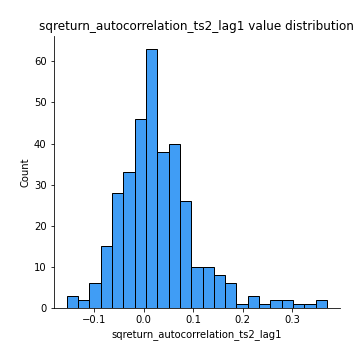 sqreturn_autocorrelation_ts2_lag1 value distribution
60
50
40
30
20
10
0
Count
−0.1 0.0 0.1 0.2 0.3
sqreturn_autocorrelation_ts2_lag1